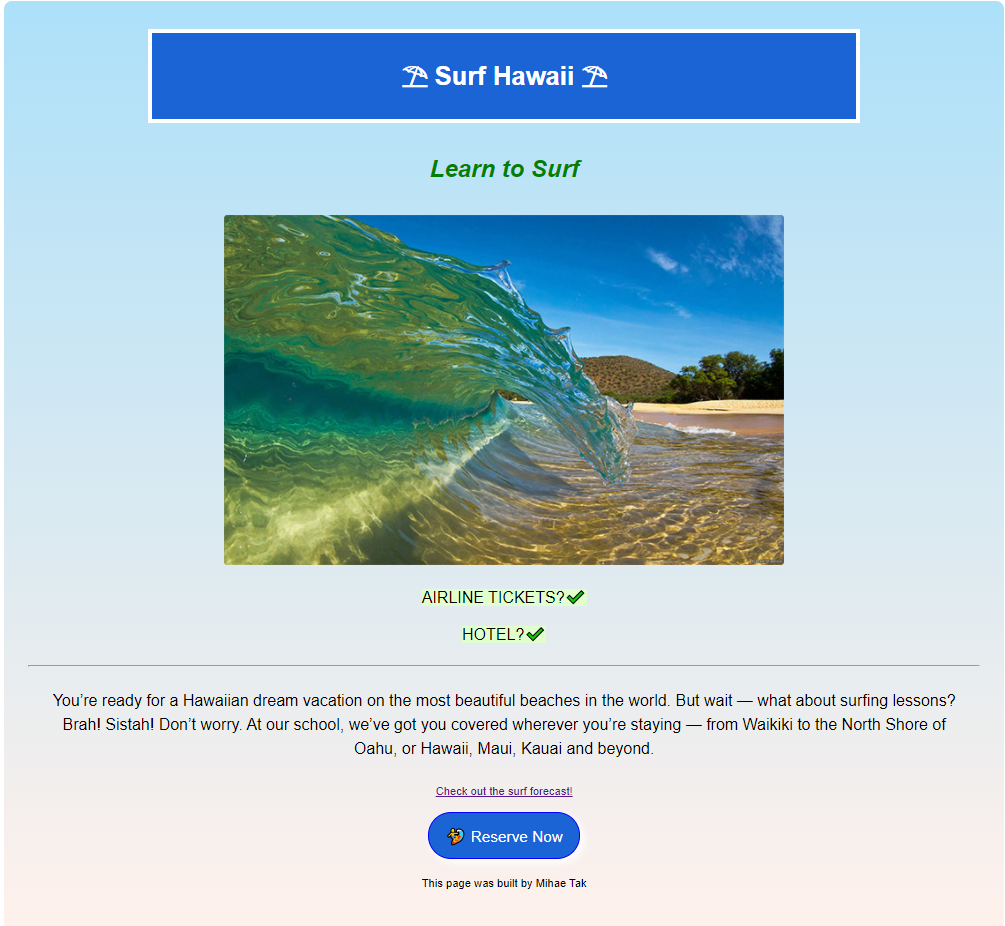 ⛱ Surf Hawaii ⛱
Learn to Surf
AIRLINE TICKETS?✔
HOTEL?✔
You’re ready for a Hawaiian dream vacation on the most beautiful beaches in the world. But wait — what about surfing lessons?
Brah! Sistah! Don’t worry. At our school, we’ve got you covered wherever you’re staying — from Waikiki to the North Shore of
Oahu, or Hawaii, Maui, Kauai and beyond.
Check out the surf forecast!
Reserve Now
This page was built by Mihae Tak